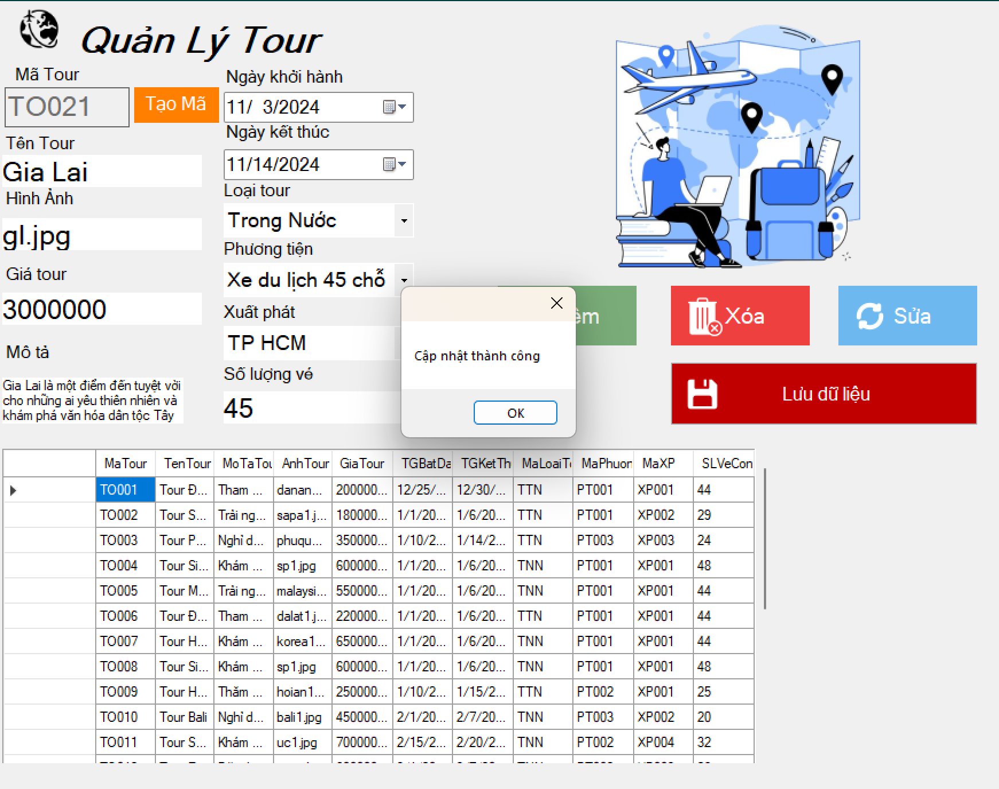 Quản Lý Tour
Mã Tour
TO021
Tạo Mã
Tên Tour
Gia Lai
Hình Ảnh
gl.jpg
Giá tour
3000000
Mô tả
Gia Lai là một điểm đến tuyệt vời
cho những ai yêu thiên nhiên và
khám phá văn hóa dân tộc Tây
Ngày khởi hành
11/ 3/2024
Ngày kết thúc
11/14/2024
Loại tour
Trong Nước
Phương tiện
Xe du lịch 45 chỗ
Xuất phát
TP HCM
Số lượng vé
45
Cập nhật thành công
OK
Xóa
Sửa
Lưu dữ liệu
MaTour TenTour MoTaTou AnhTour GiaTour TGBatDa TGKetTh MaLoaiTo MaPhuon MaXP SLVeCon
TO001 Tour Đ... Tham ... danan... 200000... 12/25/... 12/30/... TTN PT001 XP001 44
TO002 Tour S... Trải ng... sapa1.j... 180000... 1/1/20... 1/6/20... TTN PT001 XP002 29
TO003 Tour P... Nghỉ d... phuqu... 350000... 1/10/2... 1/14/2... TTN PT003 XP003 24
TO004 Tour Si... Khám ... sp1.jpg 600000... 1/1/20... 1/6/20... TNN PT001 XP001 48
TO005 Tour M... Trải ng... malaysi... 550000... 1/1/20... 1/6/20... TNN PT001 XP001 44
TO006 Tour Đ... Tham ... dalat1.j... 220000... 1/1/20... 1/6/20... TTN PT001 XP001 44
TO007 Tour H... Khám ... korea1... 650000... 1/1/20... 1/6/20... TNN PT001 XP001 44
TO008 Tour Si... Khám ... sp1.jpg 600000... 1/1/20... 1/6/20... TNN PT001 XP001 48
TO009 Tour H... Thăm ... hoian1... 250000... 1/10/2... 1/15/2... TTN PT002 XP001 25
TO010 Tour Bali Nghỉ d... bali1.jpg 450000... 2/1/20... 2/7/20... TNN PT003 XP002 20
TO011 Tour S... Khám ... uc1.jpg 700000... 2/15/2... 2/20/2... TNN PT002 XP004 32